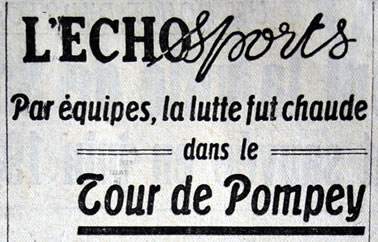 L'ECHO sports
Par équipes, la lutte fut chaude
dans le
Tour de Pompey